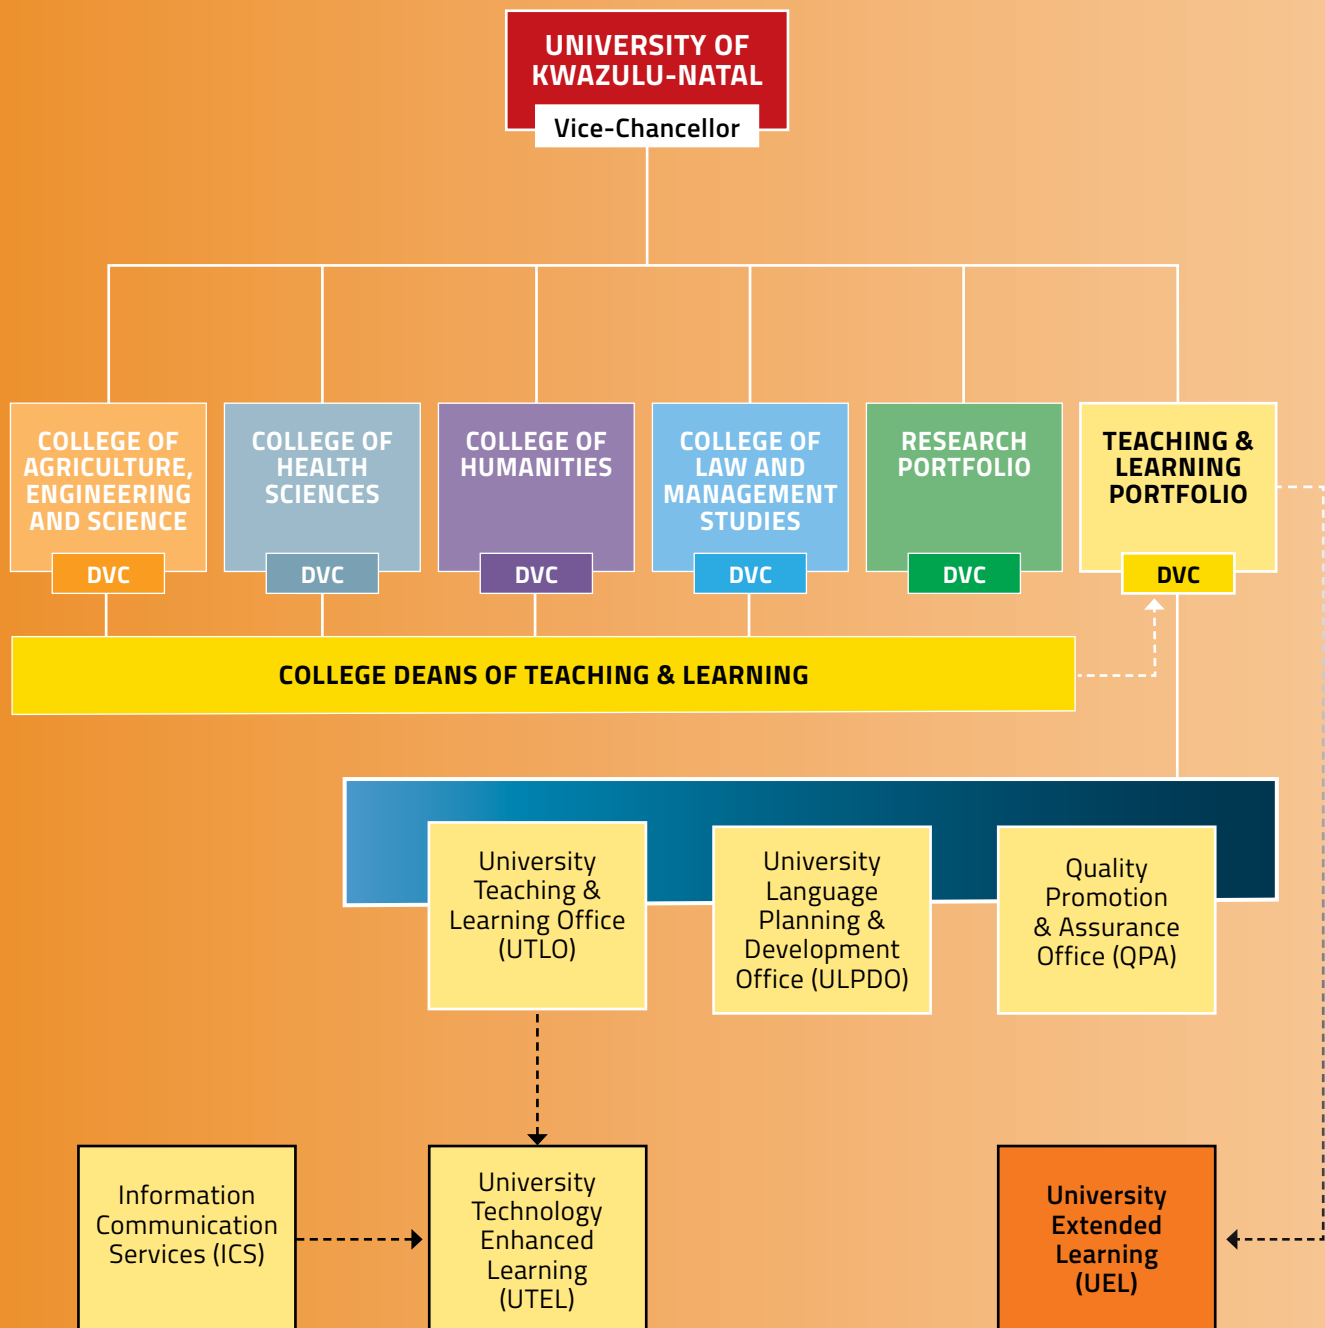 UNIVERSITY OF
KWAZULU-NATAL
Vice-Chancellor
COLLEGE OF
AGRICULTURE,
ENGINEERING
AND SCIENCE
DVC
COLLEGE OF
HEALTH
SCIENCES
DVC
COLLEGE OF
HUMANITIES
DVC
COLLEGE OF
LAW AND
MANAGEMENT
STUDIES
DVC
RESEARCH
PORTFOLIO
DVC
TEACHING &
LEARNING
PORTFOLIO
DVC
COLLEGE DEANS OF TEACHING & LEARNING
University
Teaching &
Learning Office
(UTLO)
University
Language
Planning &
Development
Office (ULPDO)
Quality
Promotion
& Assurance
Office (QPA)
Information
Communication
Services (ICS)
University
Technology
Enhanced
Learning
(UTEL)
University
Extended
Learning
(UEL)